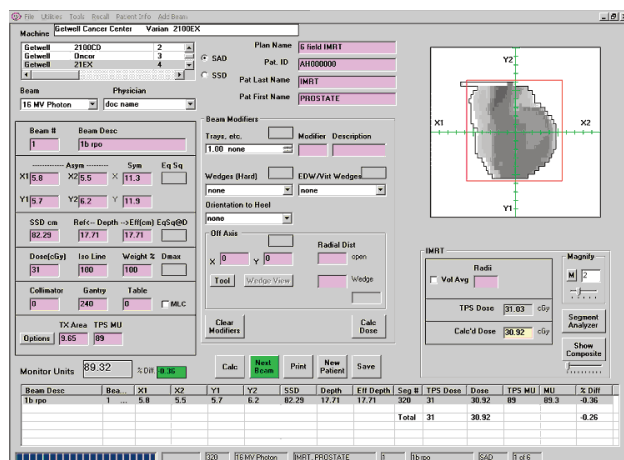 File Utilities Tools Recall Patient Info Add Beam
Machine Getwell Cancer Center Varian 2100EX
Getwell 2100CD 2
Getwell Oncor 3
Getwell 21EX 4
SAD
SSD
Plan Name 6 field IMRT
Pat. ID AH000000
Pat Last Name IMRT
Pat First Name PROSTATE
Beam Physician
16 MV Photon doc name
Beam # Beam Desc
1 1b rpo
Asym Sym Eq Sq
X1 5.8 X2 5.5 X 11.3
Y1 5.7 Y2 6.2 Y 11.9
SSD cm Ref<-- Depth -->Eff(cm) EqSq@D
82.29 17.71 17.71
Dose(cGy) Iso Line Weight % Dmax
31 100 100
Collimator Gantry Table
0 240 0 MLC
TX Area TPS MU
Options 9.65 89
Beam Modifiers
Trays, etc. Modifier Description
1.00 none
Wedges (Hard) EDW/Virt Wedges
none none
Orientation to Heel
none
Off Axis Radial Dist
X 0 Y 0 open
Tool Wedge View Wedge
Clear Modifiers Calc Dose
Y2
X1 X2
Y1
IMRT
Radii
Vol Avg
TPS Dose 31.03 cGy
Calc'd Dose 30.92 cGy
Magnify
M 2
Segment Analyzer
Show Composite
Monitor Units 89.32 % Diff. -0.36
Calc Next Beam Print New Patient Save
Beam Desc Bea... X1 X2 Y1 Y2 SSD Depth Eff Depth Seg # TPS Dose Dose TPS MU MU % Diff
1b rpo 1 ... 5.8 5.5 5.7 6.2 82.29 17.71 17.71 320 31 30.92 89 89.3 -0.36
Total 31 30.92 -0.26
320 16 MV Photon IMRT, PROSTATE 1 1b rpo SAD 1 of 6